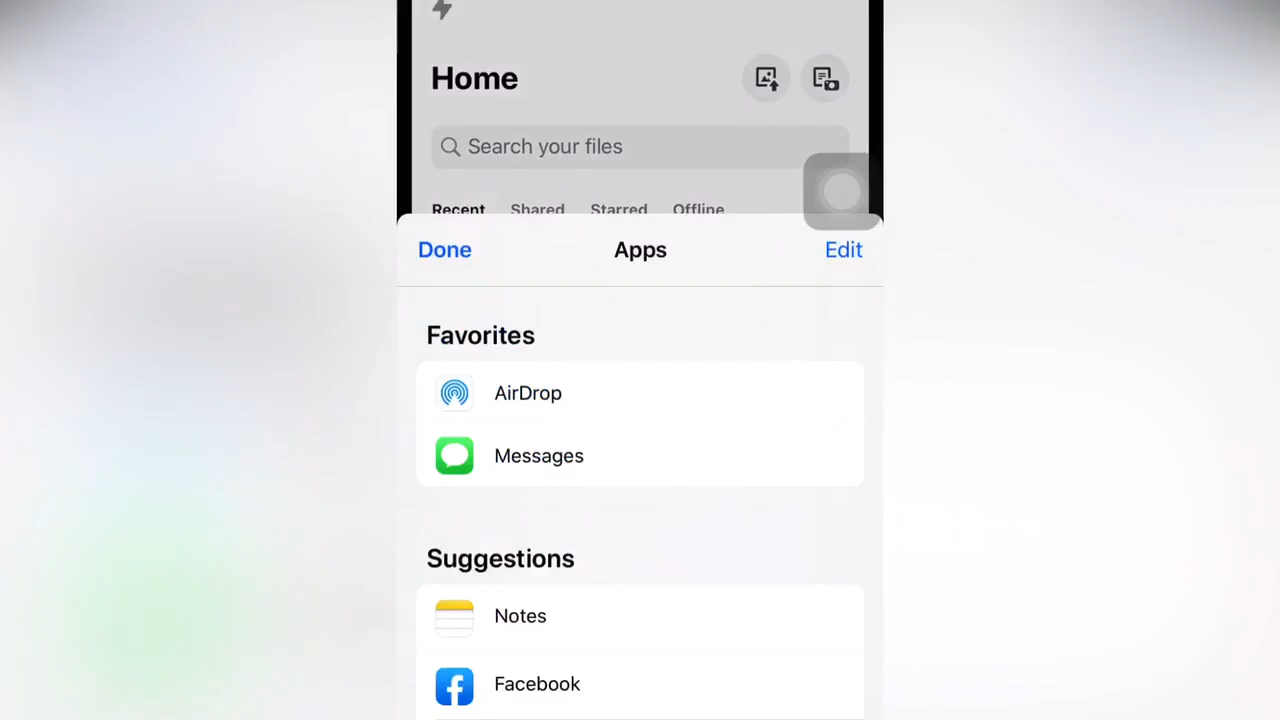 Home
Search your files
Recent Shared Starred Offline
Done Apps Edit
Favorites
AirDrop
Messages
Suggestions
Notes
Facebook